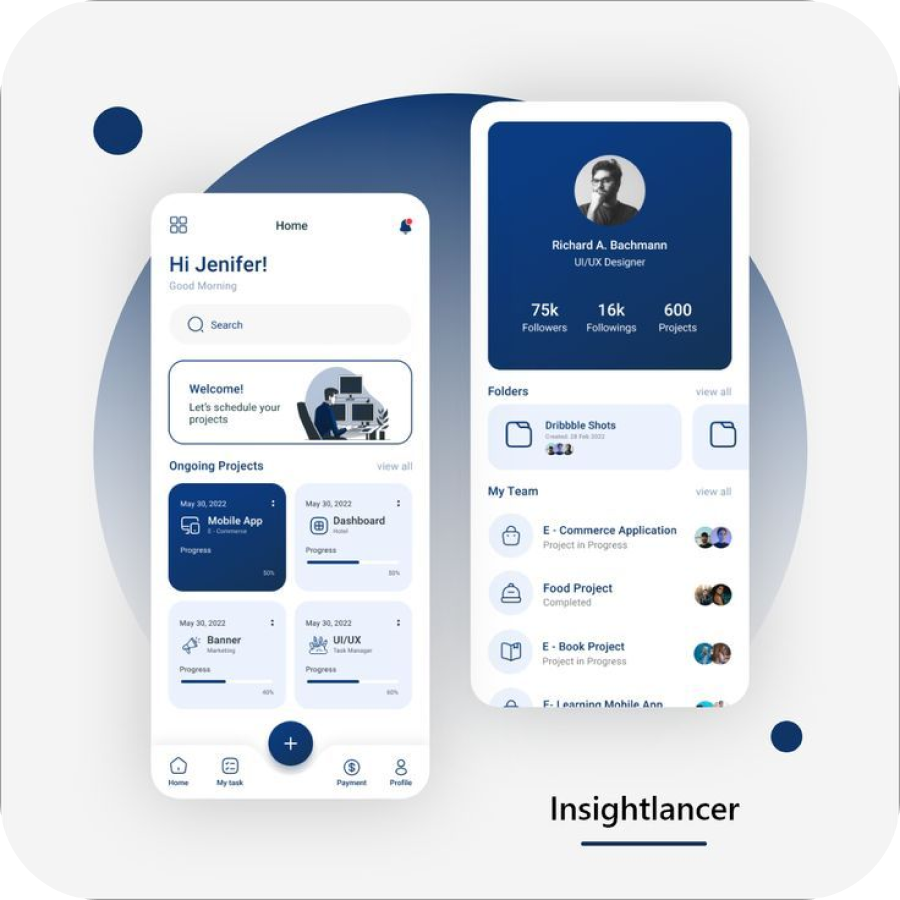 Home
Hi Jenifer!
Good Morning
Search
Welcome!
Let's schedule your
projects
Ongoing Projects
view all
May 30, 2022
Mobile App
E - Commerce
Progress
50%
May 30, 2022
Dashboard
Hotel
Progress
50%
May 30, 2022
Banner
Marketing
Progress
40%
May 30, 2022
UI/UX
Task Manager
Progress
60%
+
Home
My task
Payment
Profile
Richard A. Bachmann
UI/UX Designer
75k
16k
600
Followers
Followings
Projects
Folders
view all
Dribbble Shots
Created: 28 Feb 2022
My Team
view all
E - Commerce Application
Project in Progress
Food Project
Completed
E - Book Project
Project in Progress
E- Learning Mobile App
Insightlancer